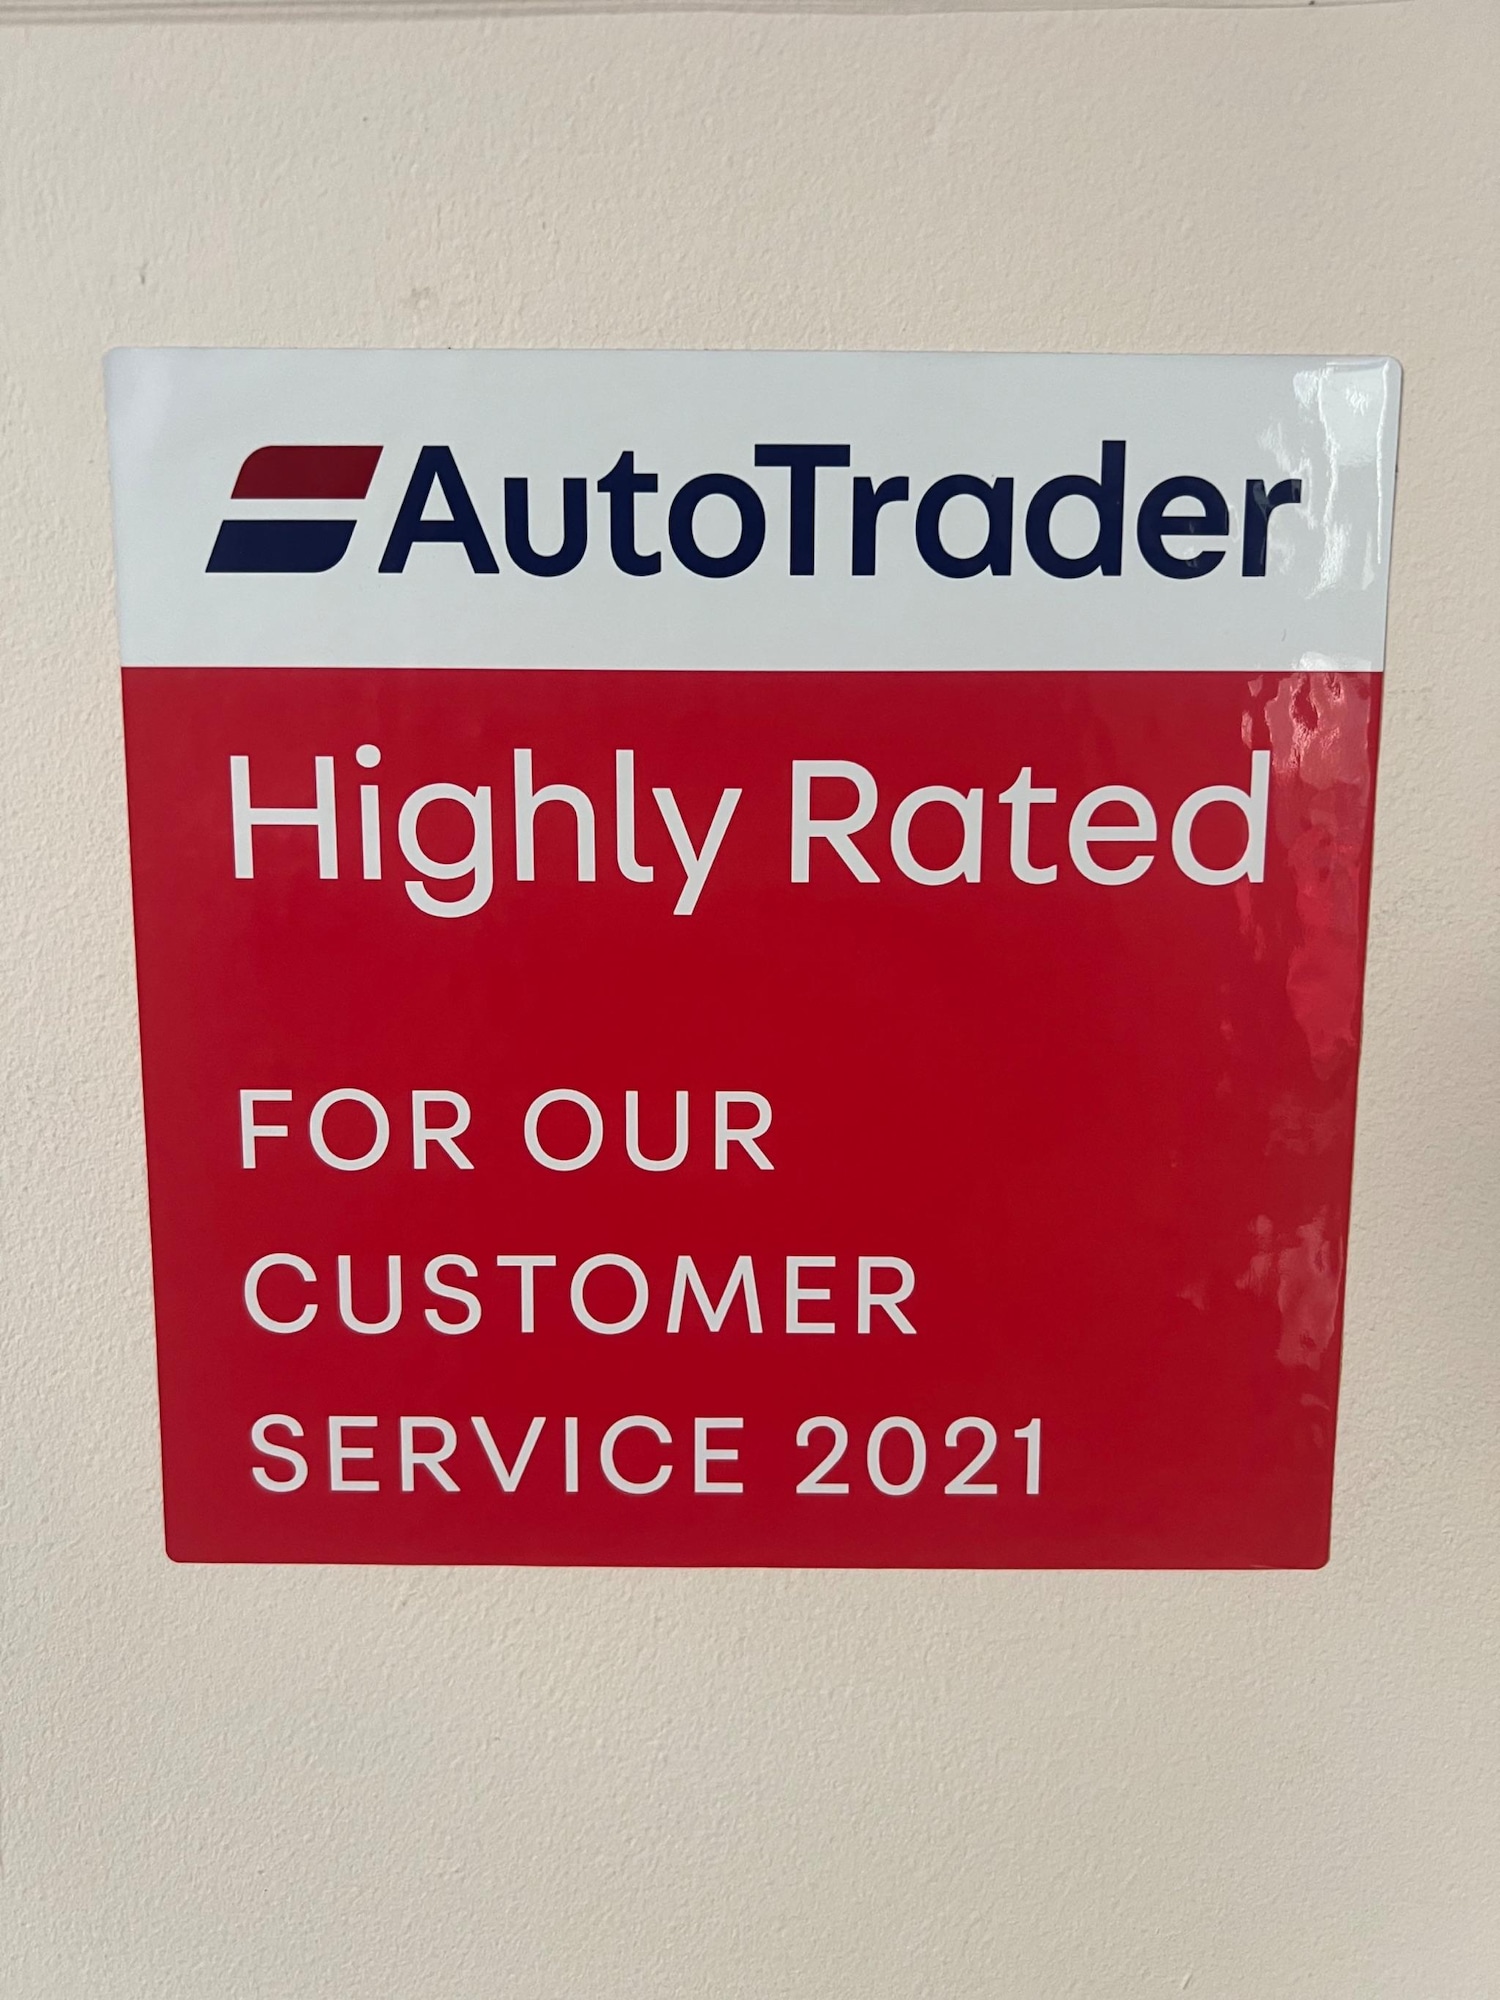 AutoTrader
Highly Rated
FOR OUR
CUSTOMER
SERVICE 2021